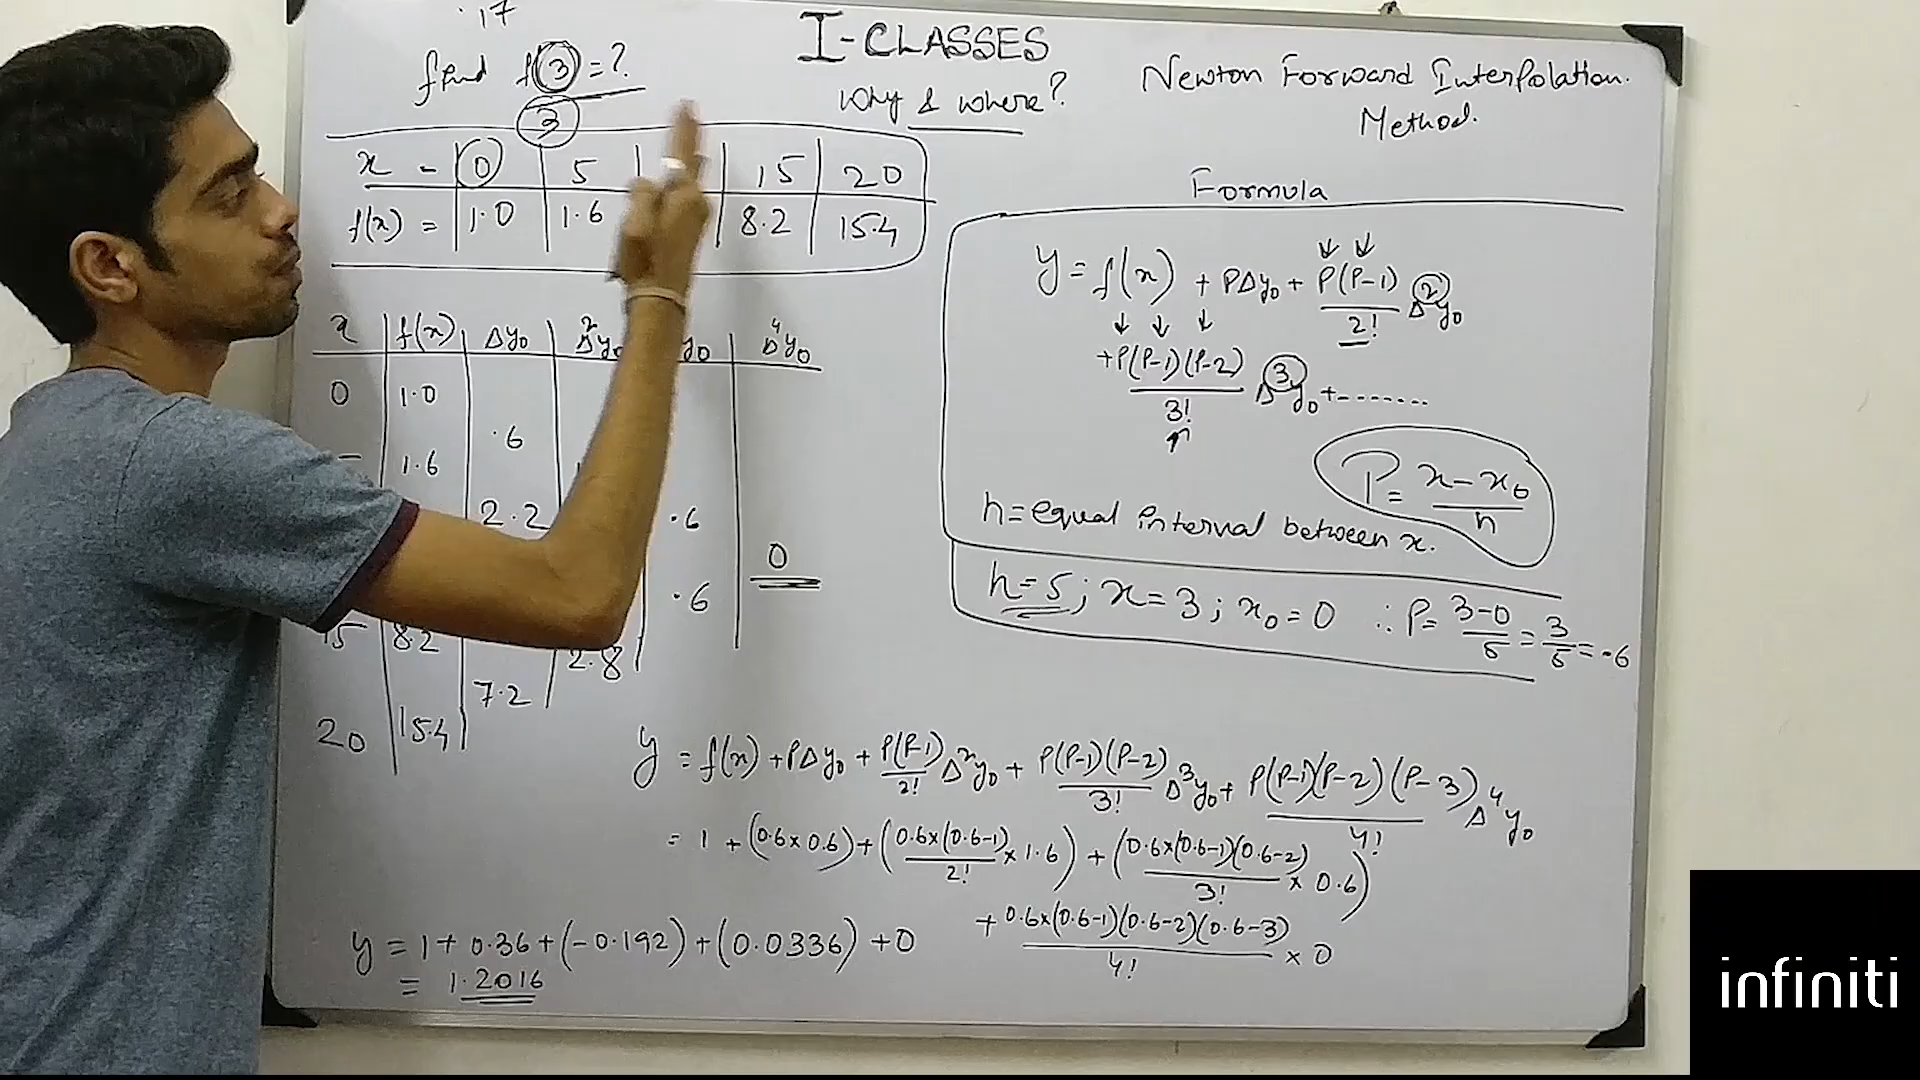 .17
find f(3)=?
3
I-CLASSES
Why & where?
Newton Forward Interpolation.
Method.
x - 0 5 15 20
f(x) = 1.0 1.6 8.2 15.4
x f(x) Δy₀ Δ²y₀ y₀ Δ⁴y₀
0 1.0
.6
1.6
2.2 .6
0
.6
15 8.2
2.8
7.2
20 15.4
Formula
y = f(x) + PΔy₀ + P(P-1)/2! Δ²y₀
+P(P-1)(P-2)/3! Δ³y₀ +.......
P = x-x₀/h
h=equal interval between x.
h=5; x=3; x₀=0 ∴ P= 3-0/5 = 3/5 = .6
y = f(x) + PΔy₀ + P(P-1)/2! Δ²y₀ + P(P-1)(P-2)/3! Δ³y₀ + P(P-1)(P-2)(P-3)/4! Δ⁴y₀
= 1 + (0.6×0.6) + (0.6×(0.6-1)/2! × 1.6) + (0.6×(0.6-1)(0.6-2)/3! × 0.6)
+ 0.6×(0.6-1)(0.6-2)(0.6-3)/4! × 0
y = 1 + 0.36 + (-0.192) + (0.0336) + 0
= 1.2016
infiniti